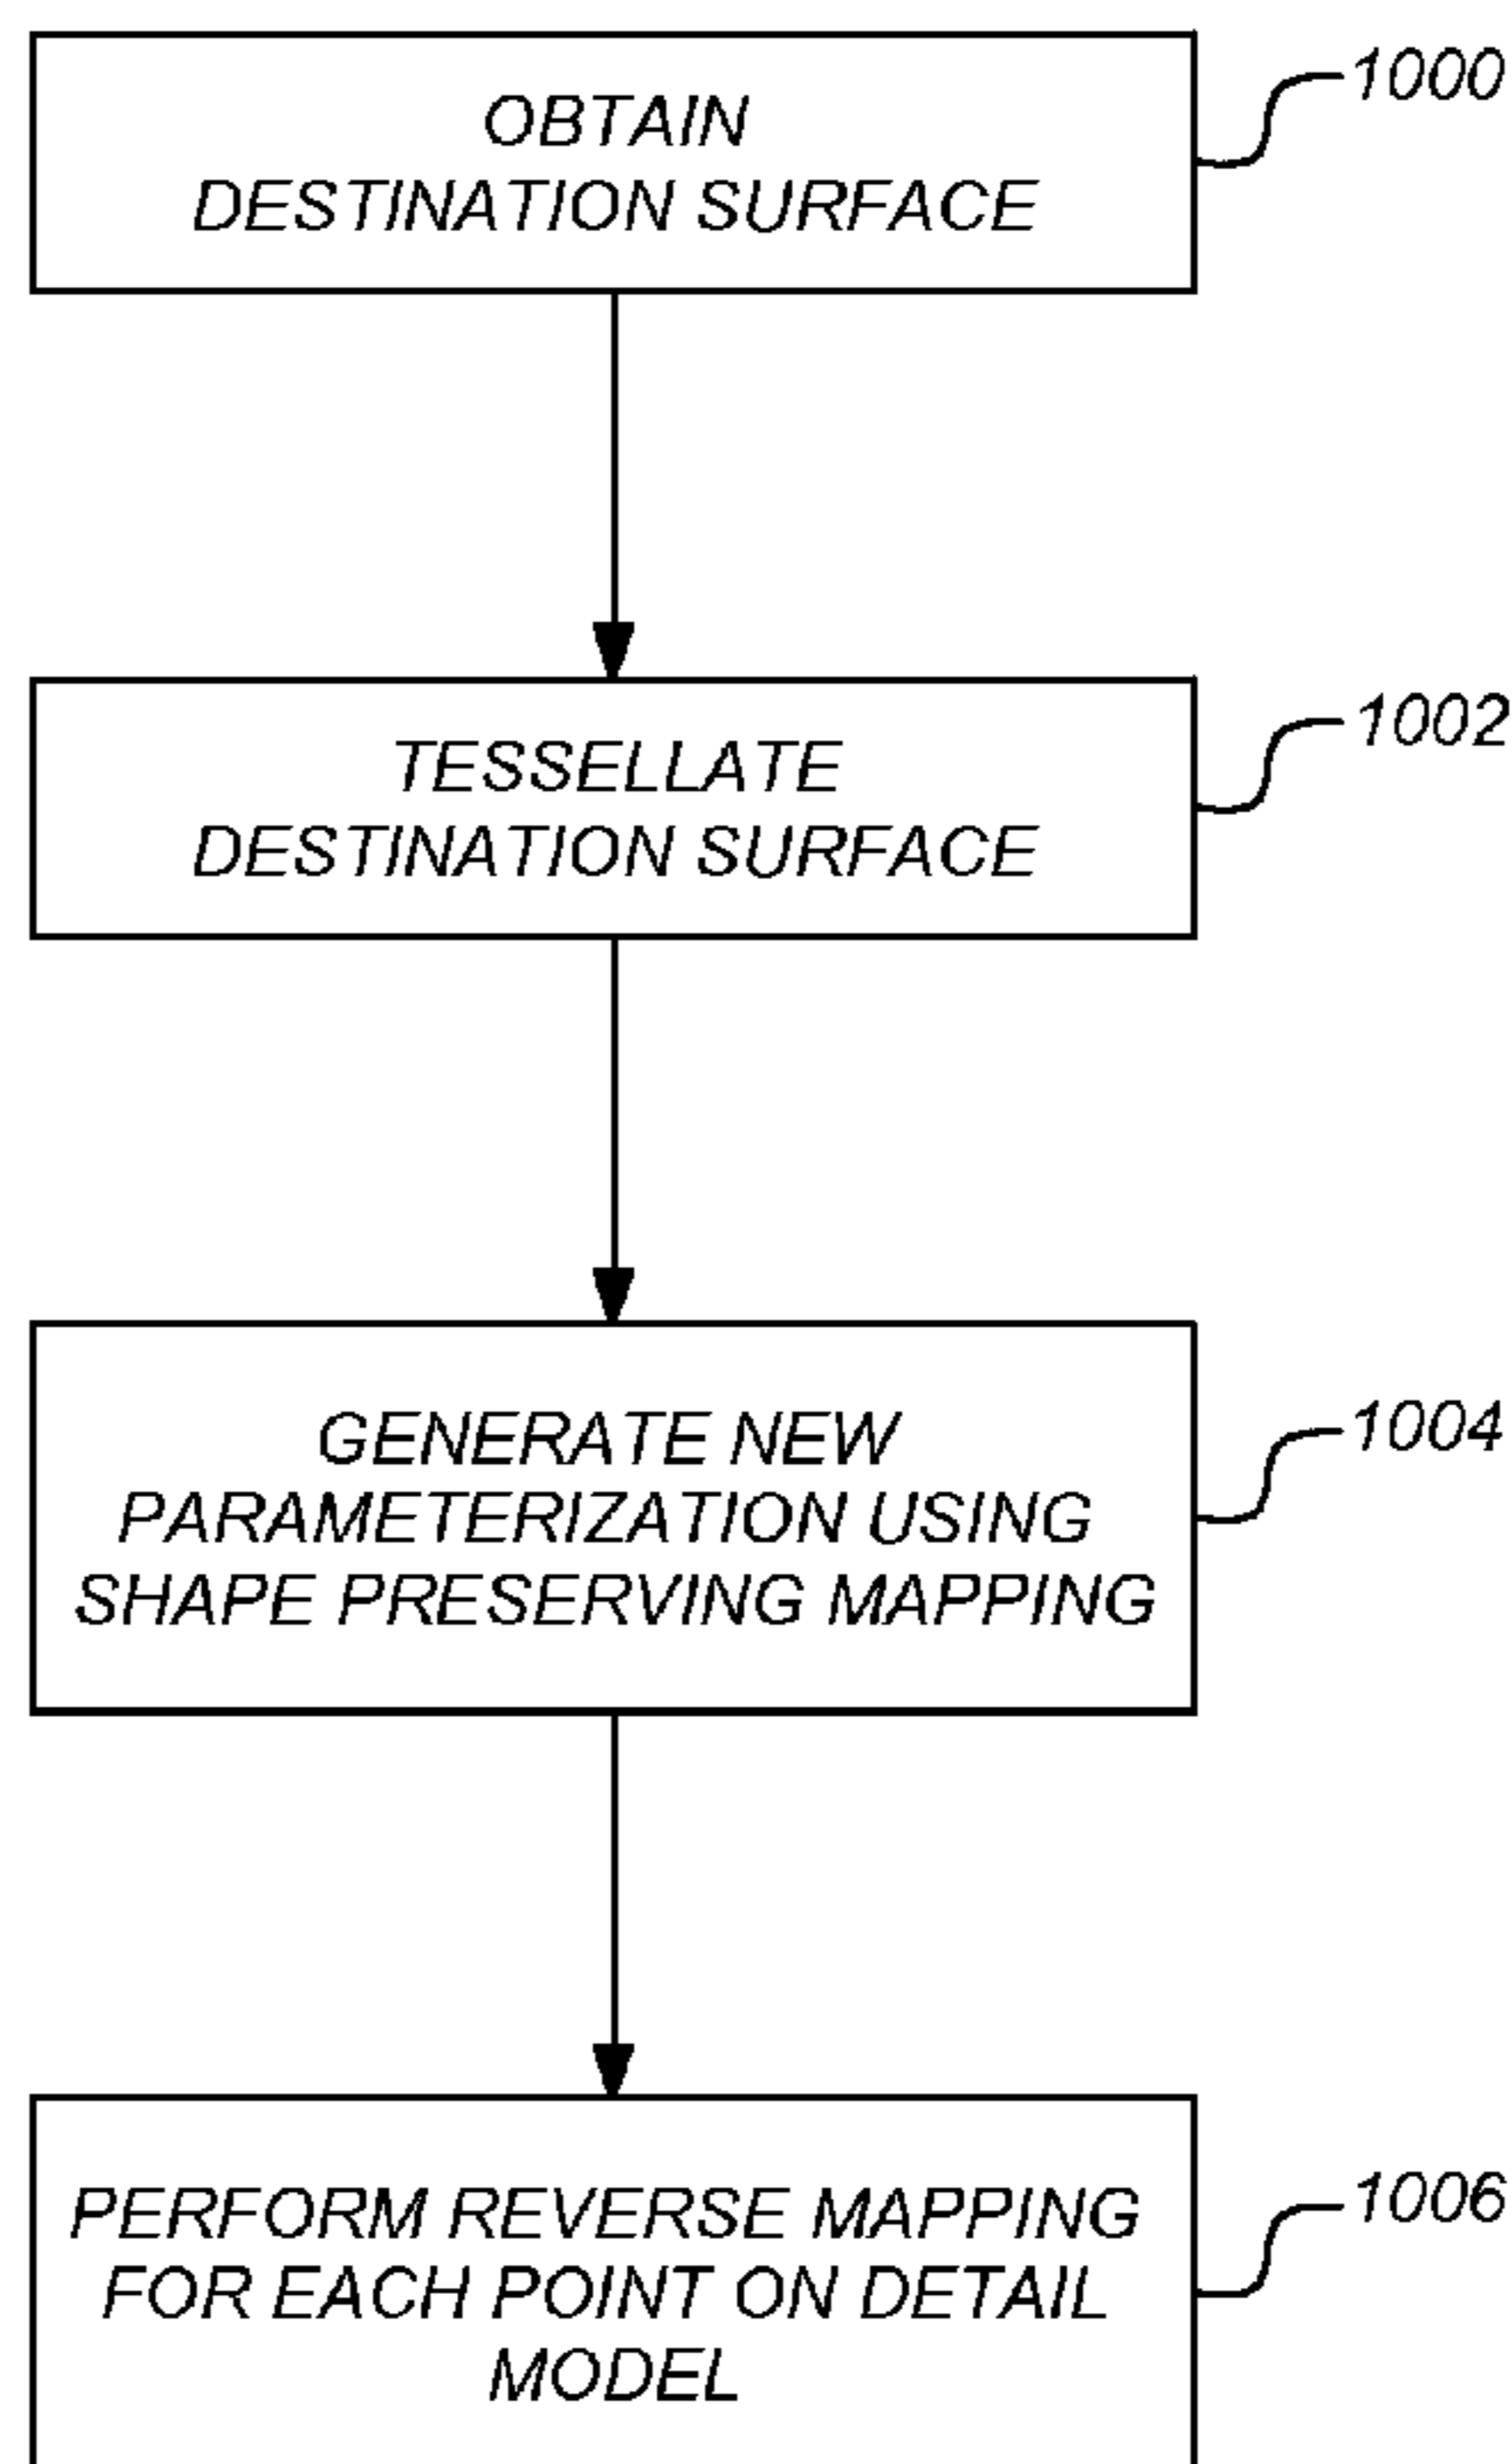 OBTAIN
DESTINATION SURFACE
1000
TESSELLATE
DESTINATION SURFACE
1002
GENERATE NEW
PARAMETERIZATION USING
SHAPE PRESERVING MAPPING
1004
PERFORM REVERSE MAPPING
FOR EACH POINT ON DETAIL
MODEL
1006